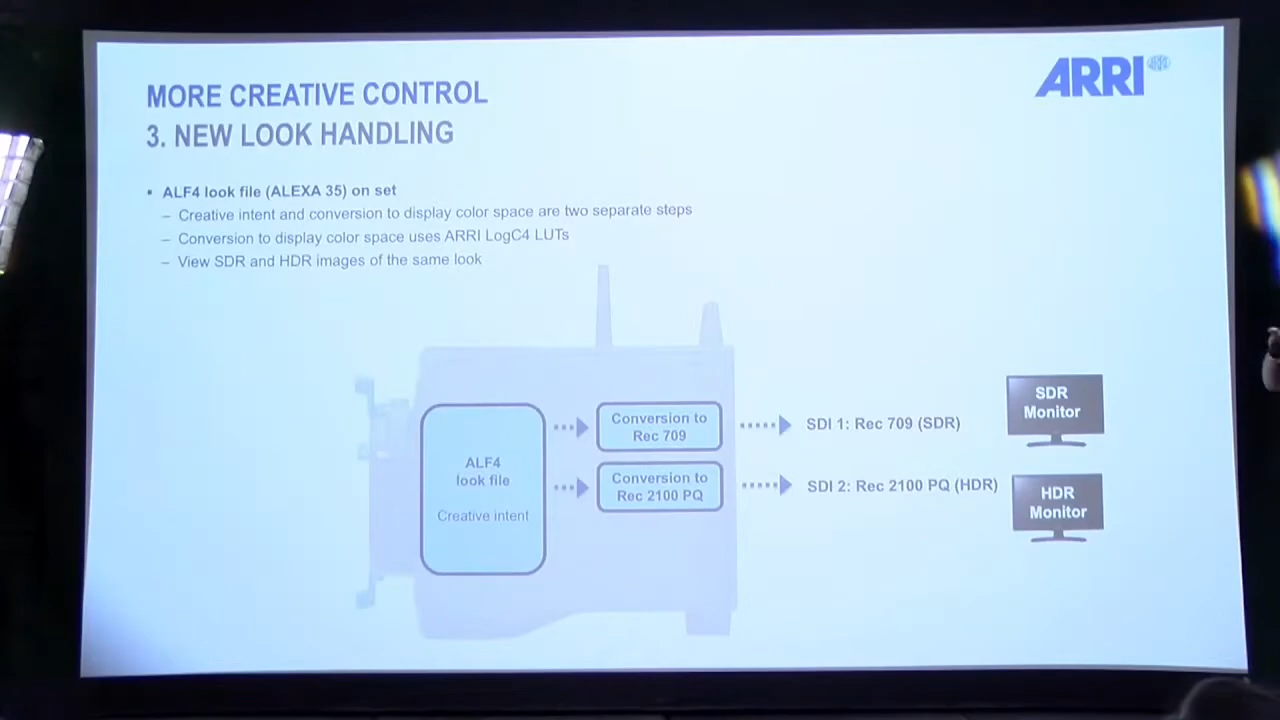 ARRI
MORE CREATIVE CONTROL
3. NEW LOOK HANDLING
• ALF4 look file (ALEXA 35) on set
– Creative intent and conversion to display color space are two separate steps
– Conversion to display color space uses ARRI LogC4 LUTs
– View SDR and HDR images of the same look
ALF4
look file
Creative intent
Conversion to
Rec 709
SDI 1: Rec 709 (SDR)
SDR
Monitor
Conversion to
Rec 2100 PQ
SDI 2: Rec 2100 PQ (HDR)
HDR
Monitor